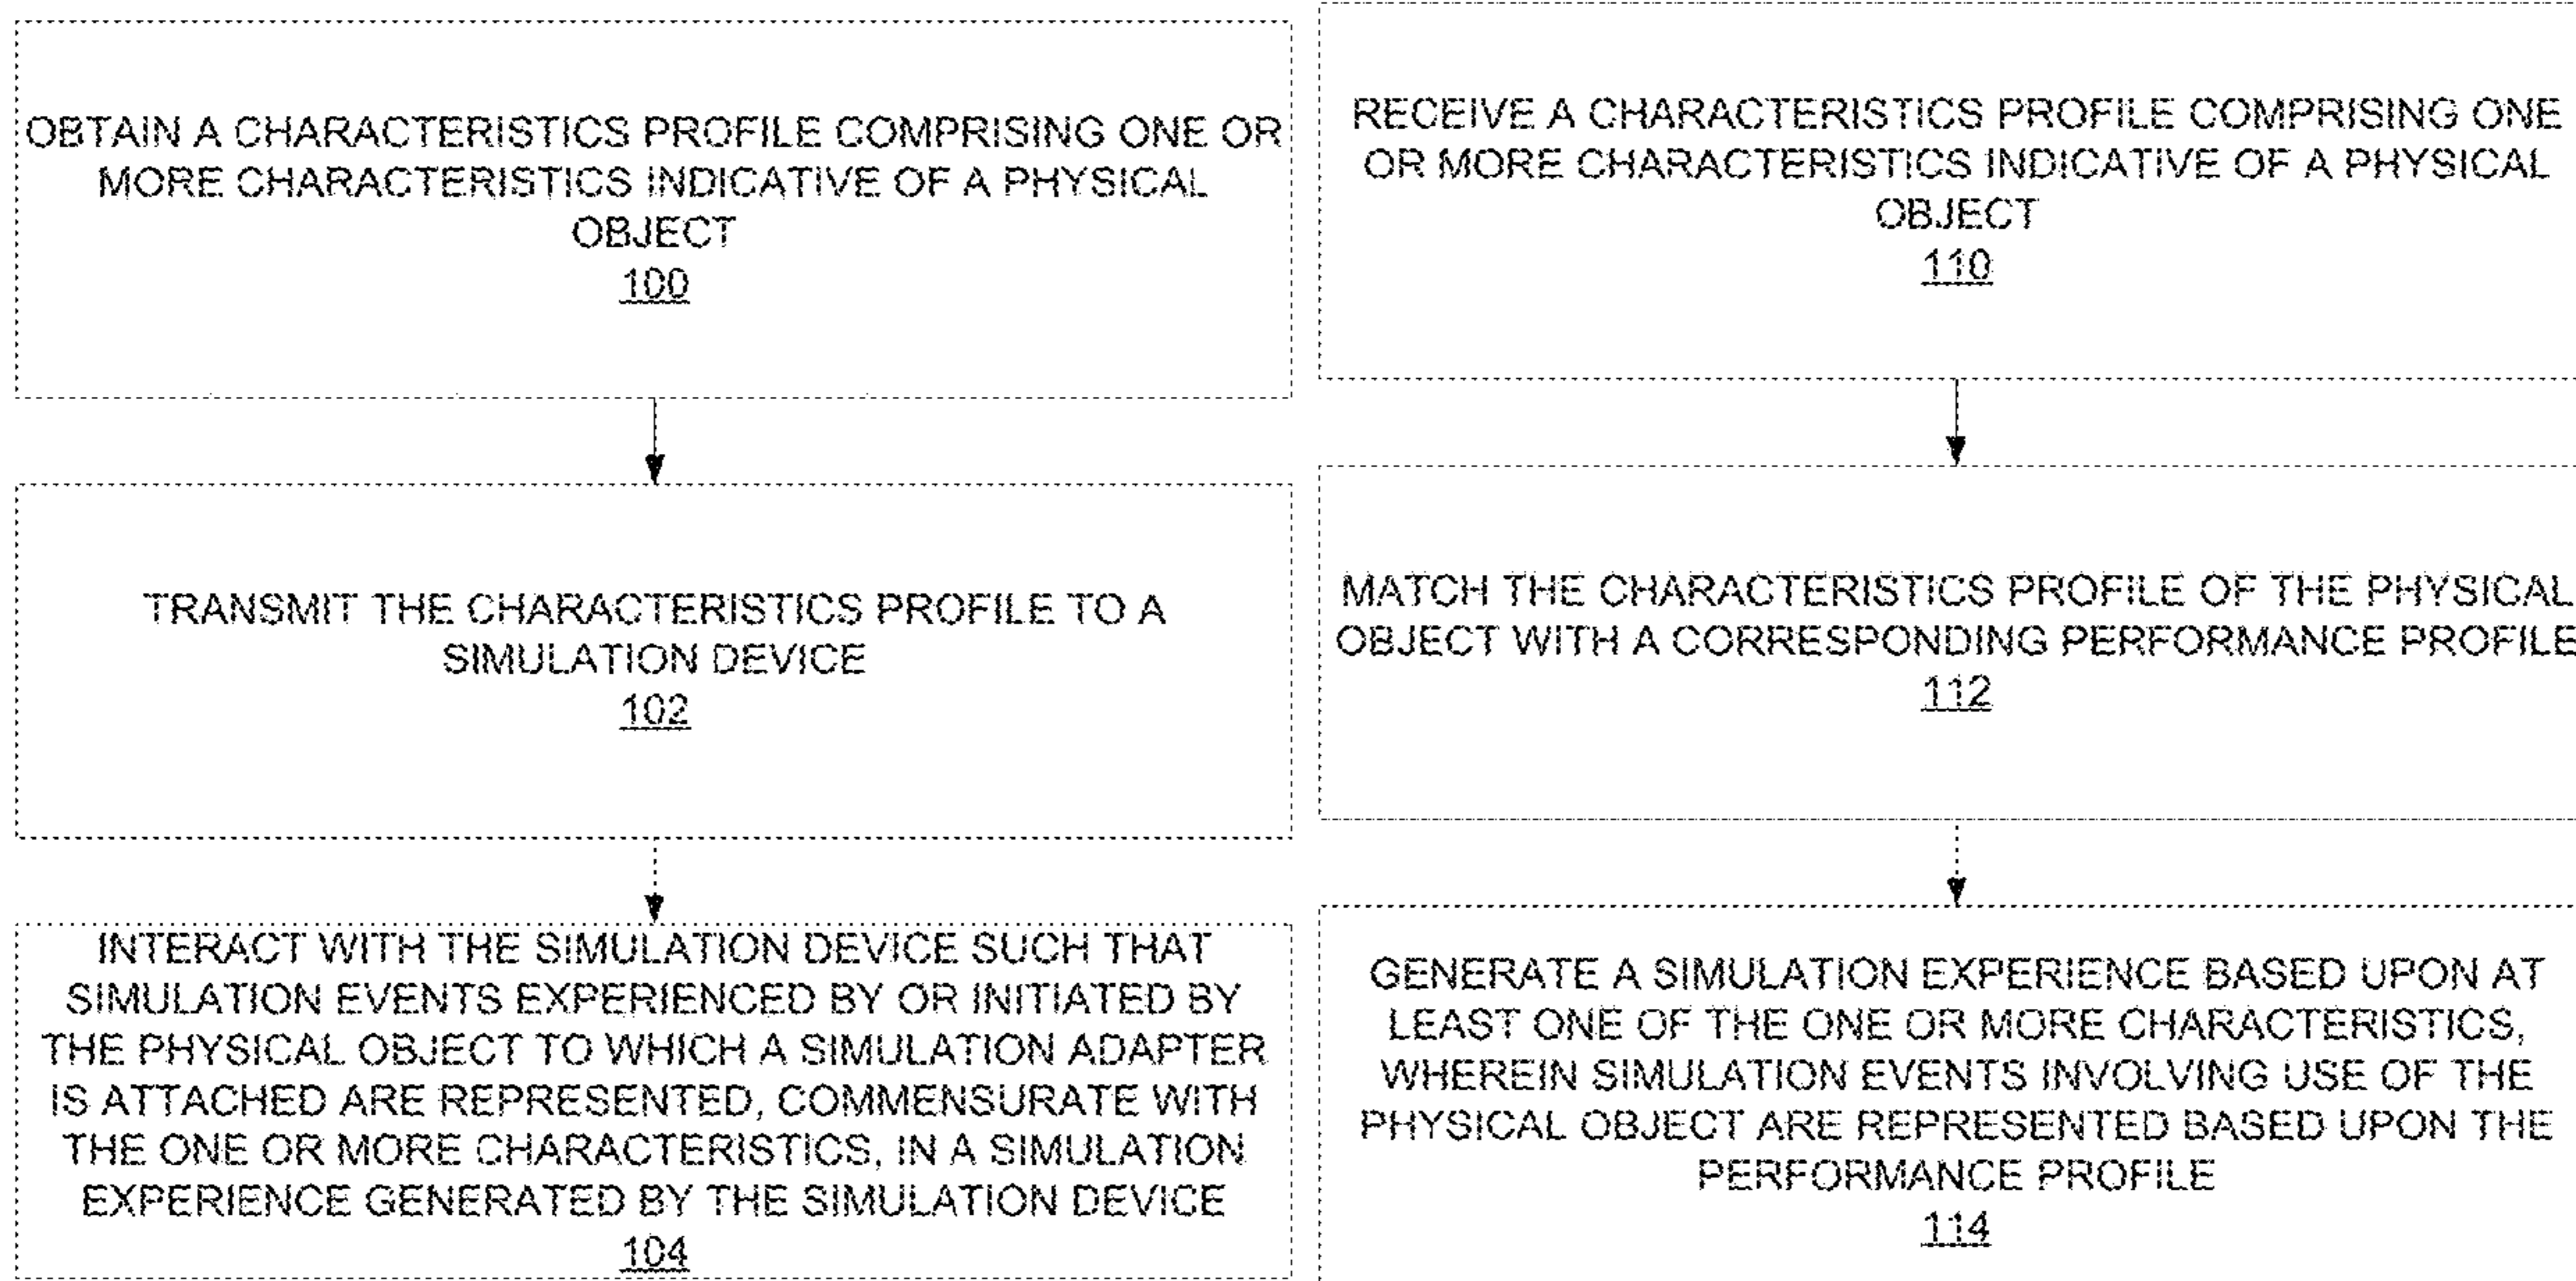 OBTAIN A CHARACTERISTICS PROFILE COMPRISING ONE OR
MORE CHARACTERISTICS INDICATIVE OF A PHYSICAL
OBJECT
100
TRANSMIT THE CHARACTERISTICS PROFILE TO A
SIMULATION DEVICE
102
INTERACT WITH THE SIMULATION DEVICE SUCH THAT
SIMULATION EVENTS EXPERIENCED BY OR INITIATED BY
THE PHYSICAL OBJECT TO WHICH A SIMULATION ADAPTER
IS ATTACHED ARE REPRESENTED, COMMENSURATE WITH
THE ONE OR MORE CHARACTERISTICS, IN A SIMULATION
EXPERIENCE GENERATED BY THE SIMULATION DEVICE
104
RECEIVE A CHARACTERISTICS PROFILE COMPRISING ONE
OR MORE CHARACTERISTICS INDICATIVE OF A PHYSICAL
OBJECT
110
MATCH THE CHARACTERISTICS PROFILE OF THE PHYSICAL
OBJECT WITH A CORRESPONDING PERFORMANCE PROFILE
112
GENERATE A SIMULATION EXPERIENCE BASED UPON AT
LEAST ONE OF THE ONE OR MORE CHARACTERISTICS,
WHEREIN SIMULATION EVENTS INVOLVING USE OF THE
PHYSICAL OBJECT ARE REPRESENTED BASED UPON THE
PERFORMANCE PROFILE
114